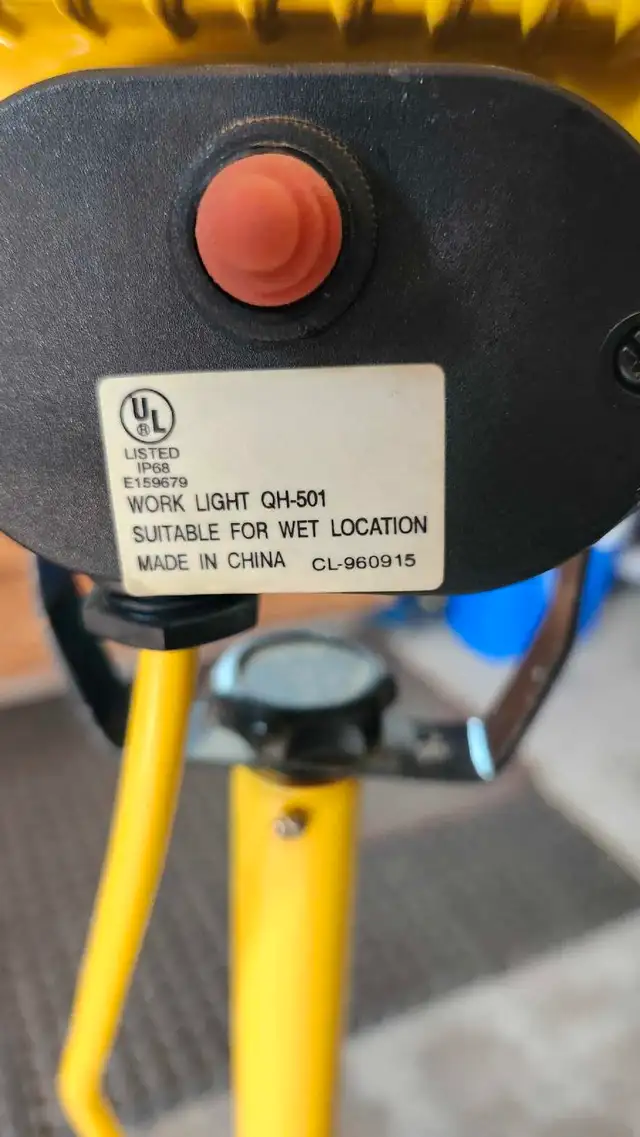 UL®
LISTED
IP68
E159679
WORK LIGHT QH-501
SUITABLE FOR WET LOCATION
MADE IN CHINA CL-960915